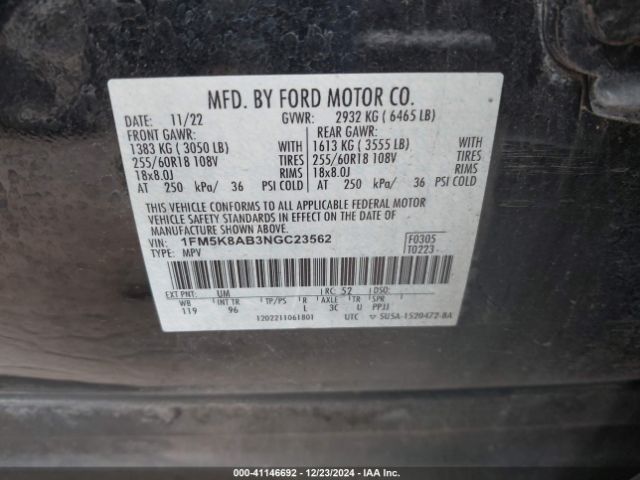 MFD. BY FORD MOTOR CO.
DATE: 11/22 GVWR: 2932 KG ( 6465 LB)
FRONT GAWR: REAR GAWR:
1383 KG ( 3050 LB) WITH 1613 KG ( 3555 LB) WITH
255/60R18 108V TIRES 255/60R18 108V TIRES
18x8.0J RIMS 18x8.0J RIMS
AT 250 kPa/ 36 PSI COLD AT 250 kPa/ 36 PSI COLD
THIS VEHICLE CONFORMS TO ALL APPLICABLE FEDERAL MOTOR
VEHICLE SAFETY STANDARDS IN EFFECT ON THE DATE OF
MANUFACTURE SHOWN ABOVE.
VIN: 1FM5K8AB3NGC23562 F0305
TYPE: MPV T0223
EXT PNT: UM RC: 52 DSO:
WB INT TR TP/PS R AXLE TR SPR
119 96 L 3C U PPJJ
1202211061801 UTC SU5A-1520472-BA
000-41146692 - 12/23/2024 - IAA Inc.